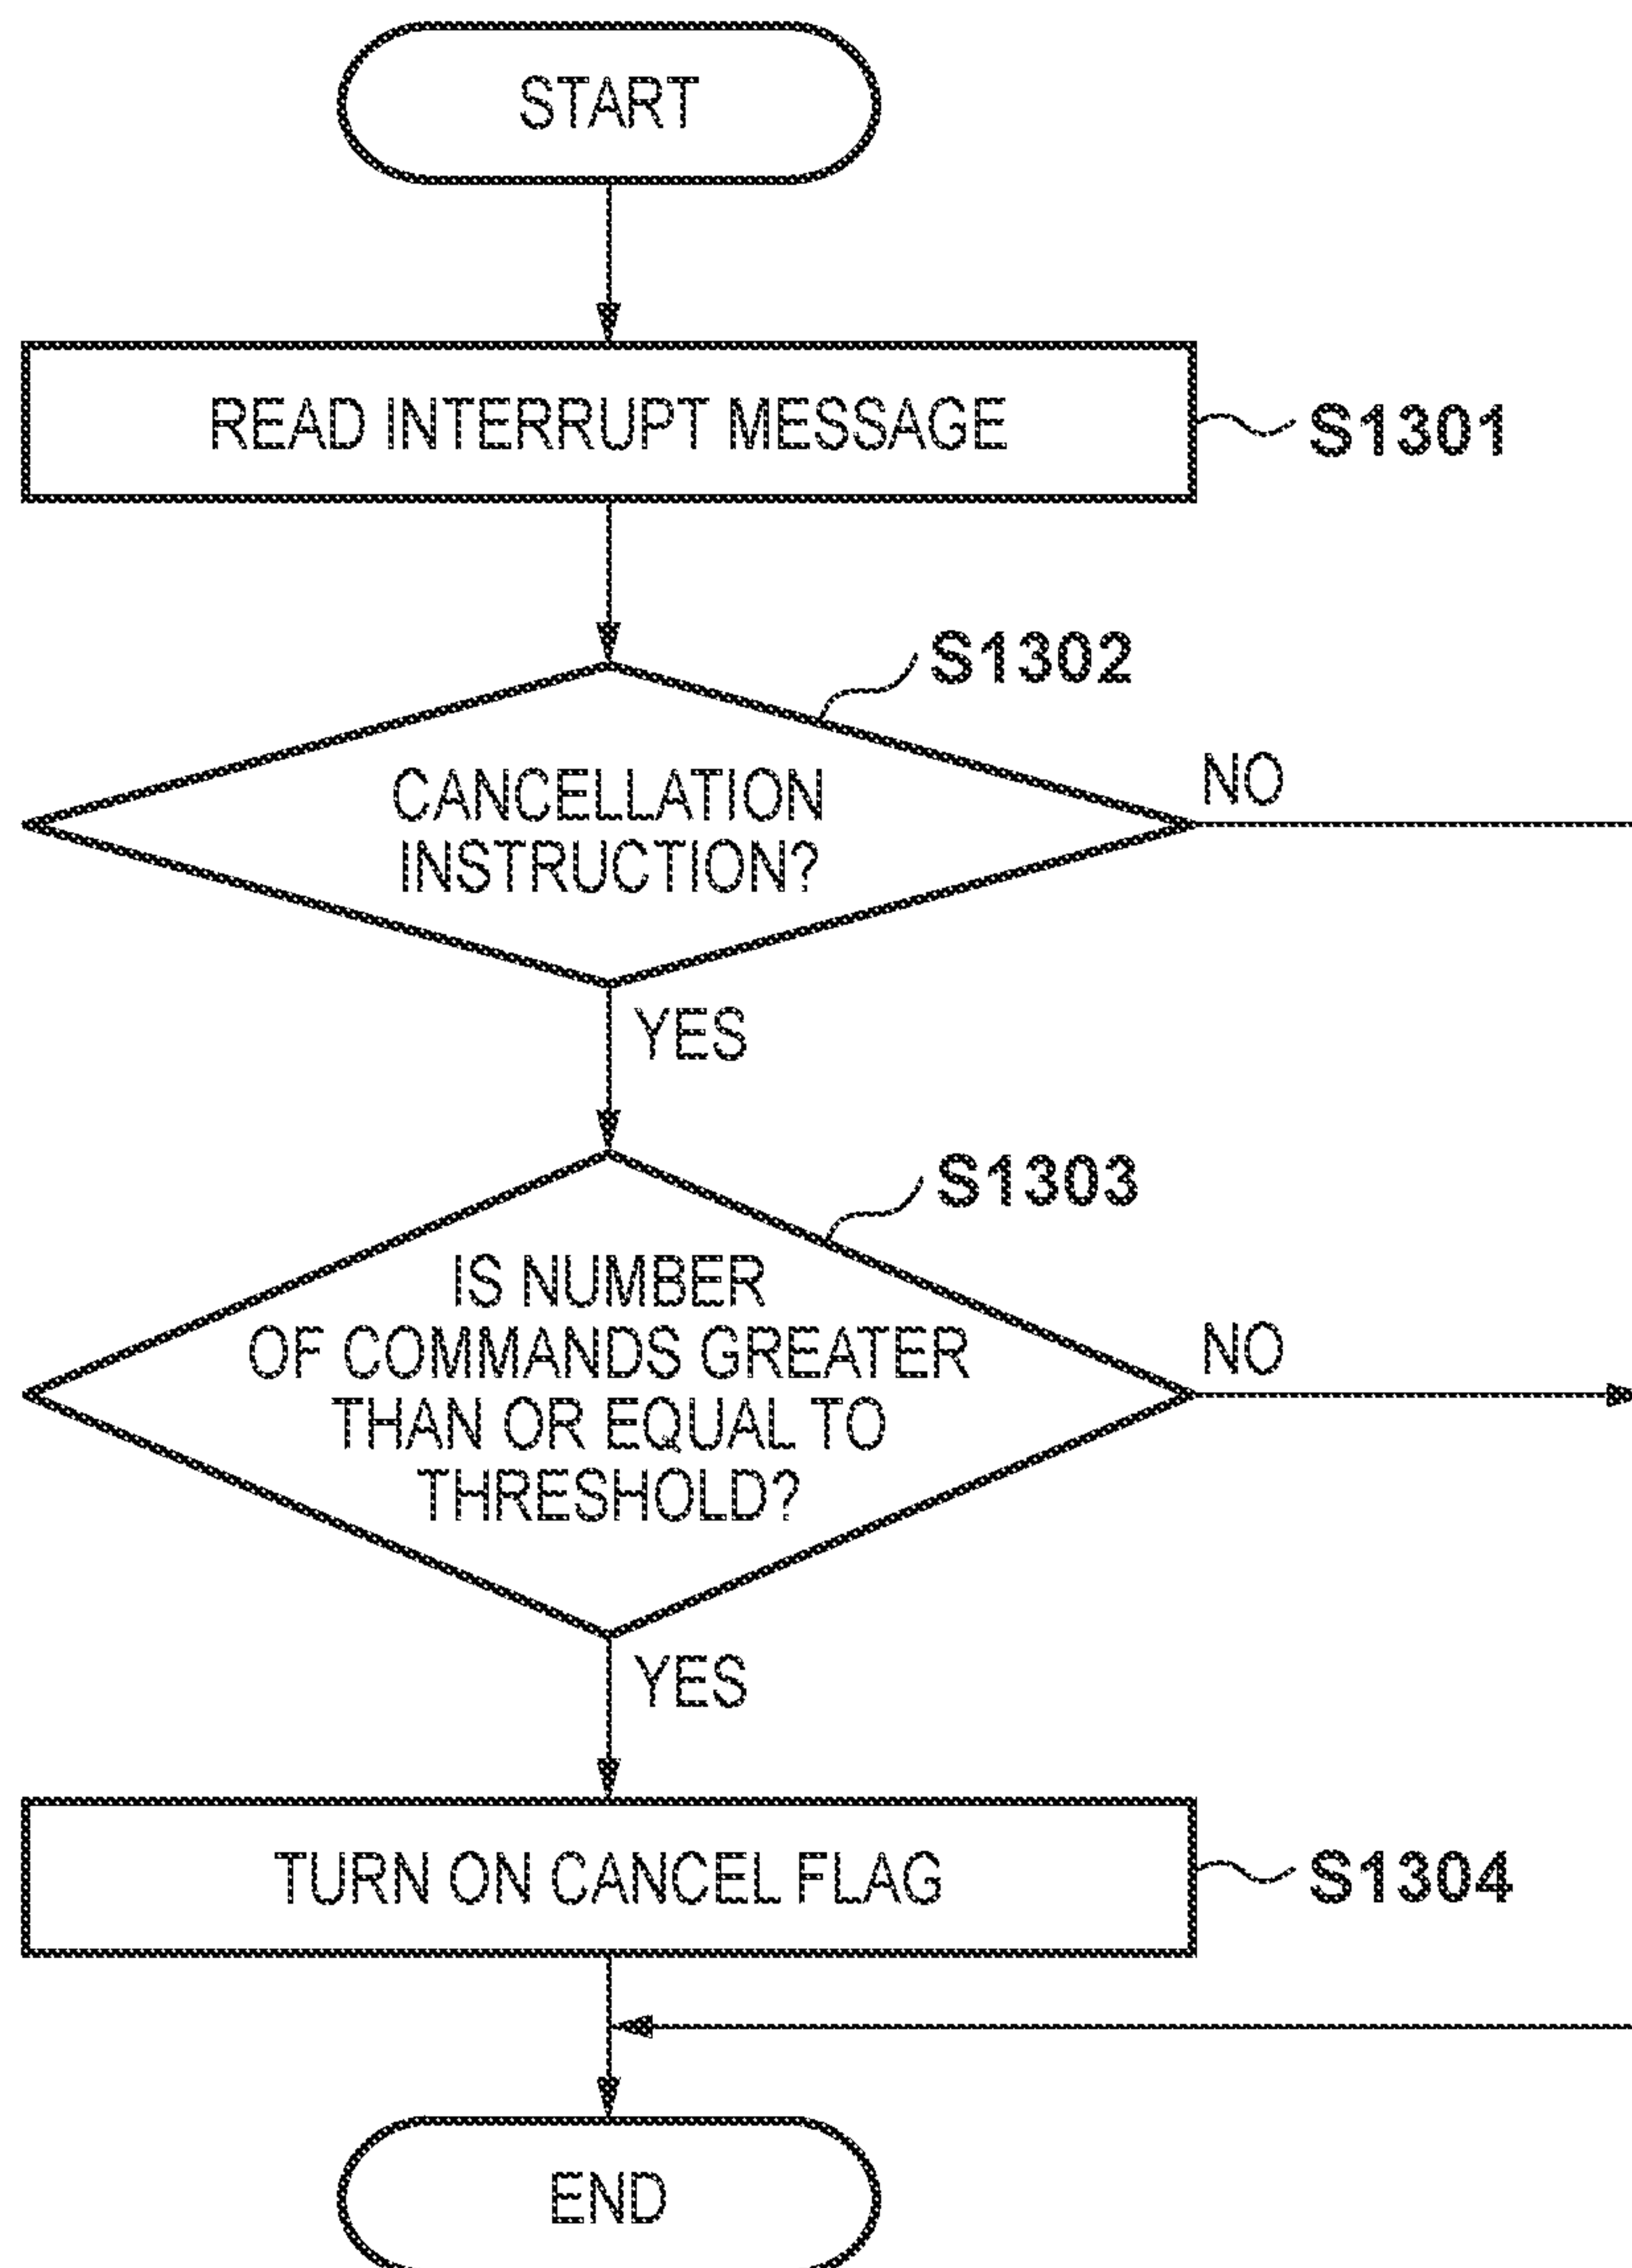 START
READ INTERRUPT MESSAGE
S1301
S1302
CANCELLATION
INSTRUCTION?
NO
YES
S1303
IS NUMBER
OF COMMANDS GREATER
THAN OR EQUAL TO
THRESHOLD?
NO
YES
TURN ON CANCEL FLAG
S1304
END